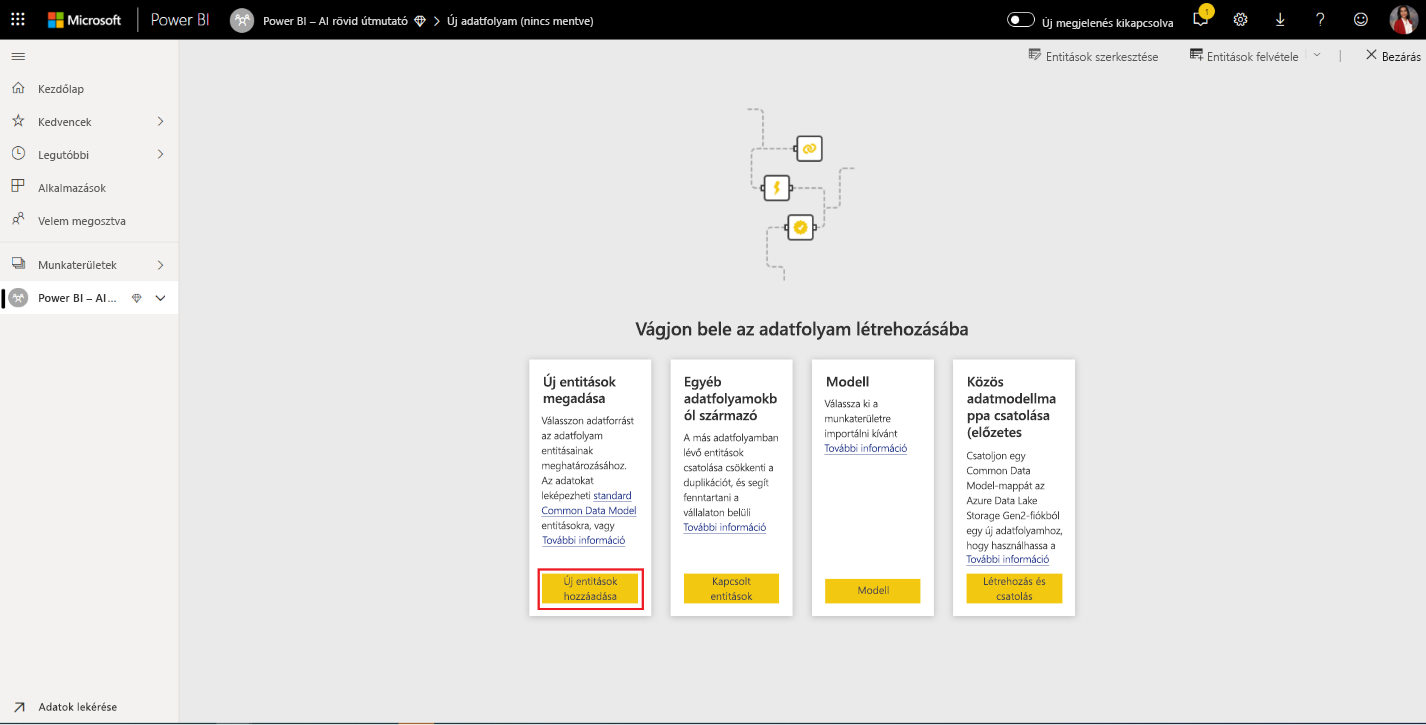 Microsoft Power BI Power BI – AI rövid útmutató Új adatfolyam (nincs mentve) Új megjelenés kikapcsolva 1
Entitások szerkesztése Entitások felvétele Bezárás
Kezdőlap
Kedvencek
Legutóbbi
Alkalmazások
Velem megosztva
Munkaterületek
Power BI – AI...
Adatok lekérése
Vágjon bele az adatfolyam létrehozásába
Új entitások
megadása
Válasszon adatforrást
az adatfolyam
entitásainak
meghatározásához.
Az adatokat
leképezheti standard
Common Data Model
entitásokra, vagy
További információ
Új entitások
hozzáadása
Egyéb
adatfolyamokb
ól származó
A más adatfolyamban
lévő entitások
csatolása csökkenti a
duplikációt, és segít
fenntartani a
vállalaton belüli
További információ
Kapcsolt
entitások
Modell
Válassza ki a
munkaterületre
importálni kívánt
További információ
Modell
Közös
adatmodellma
ppa csatolása
(előzetes
Csatoljon egy
Common Data
Model-mappát az
Azure Data Lake
Storage Gen2-fiókból
egy új adatfolyamhoz,
hogy használhassa a
További információ
Létrehozás és
csatolás